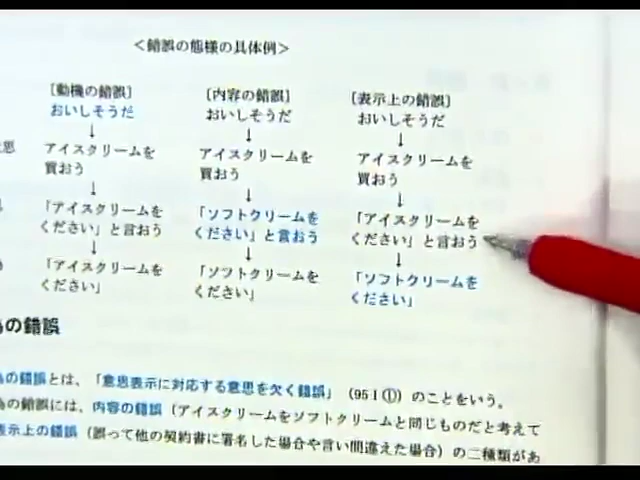 ＜錯誤の態様の具体例＞
〔動機の錯誤〕 〔内容の錯誤〕 〔表示上の錯誤〕
おいしそうだ おいしそうだ おいしそうだ
↓ ↓ ↓
思 アイスクリームを アイスクリームを アイスクリームを
買おう 買おう 買おう
↓ ↓ ↓
「アイスクリームを 「ソフトクリームを 「アイスクリームを
ください」と言おう ください」と言おう ください」と言おう
↓ ↓ ↓
「アイスクリームを 「ソフトクリームを 「ソフトクリームを
ください」 ください」 ください」
為の錯誤
為の錯誤とは、「意思表示に対応する意思を欠く錯誤」（95Ⅰ①）のことをいう。
為の錯誤には、内容の錯誤（アイスクリームをソフトクリームと同じものだと考えて
表示上の錯誤（誤って他の契約書に署名した場合や言い間違えた場合）の二種類があ